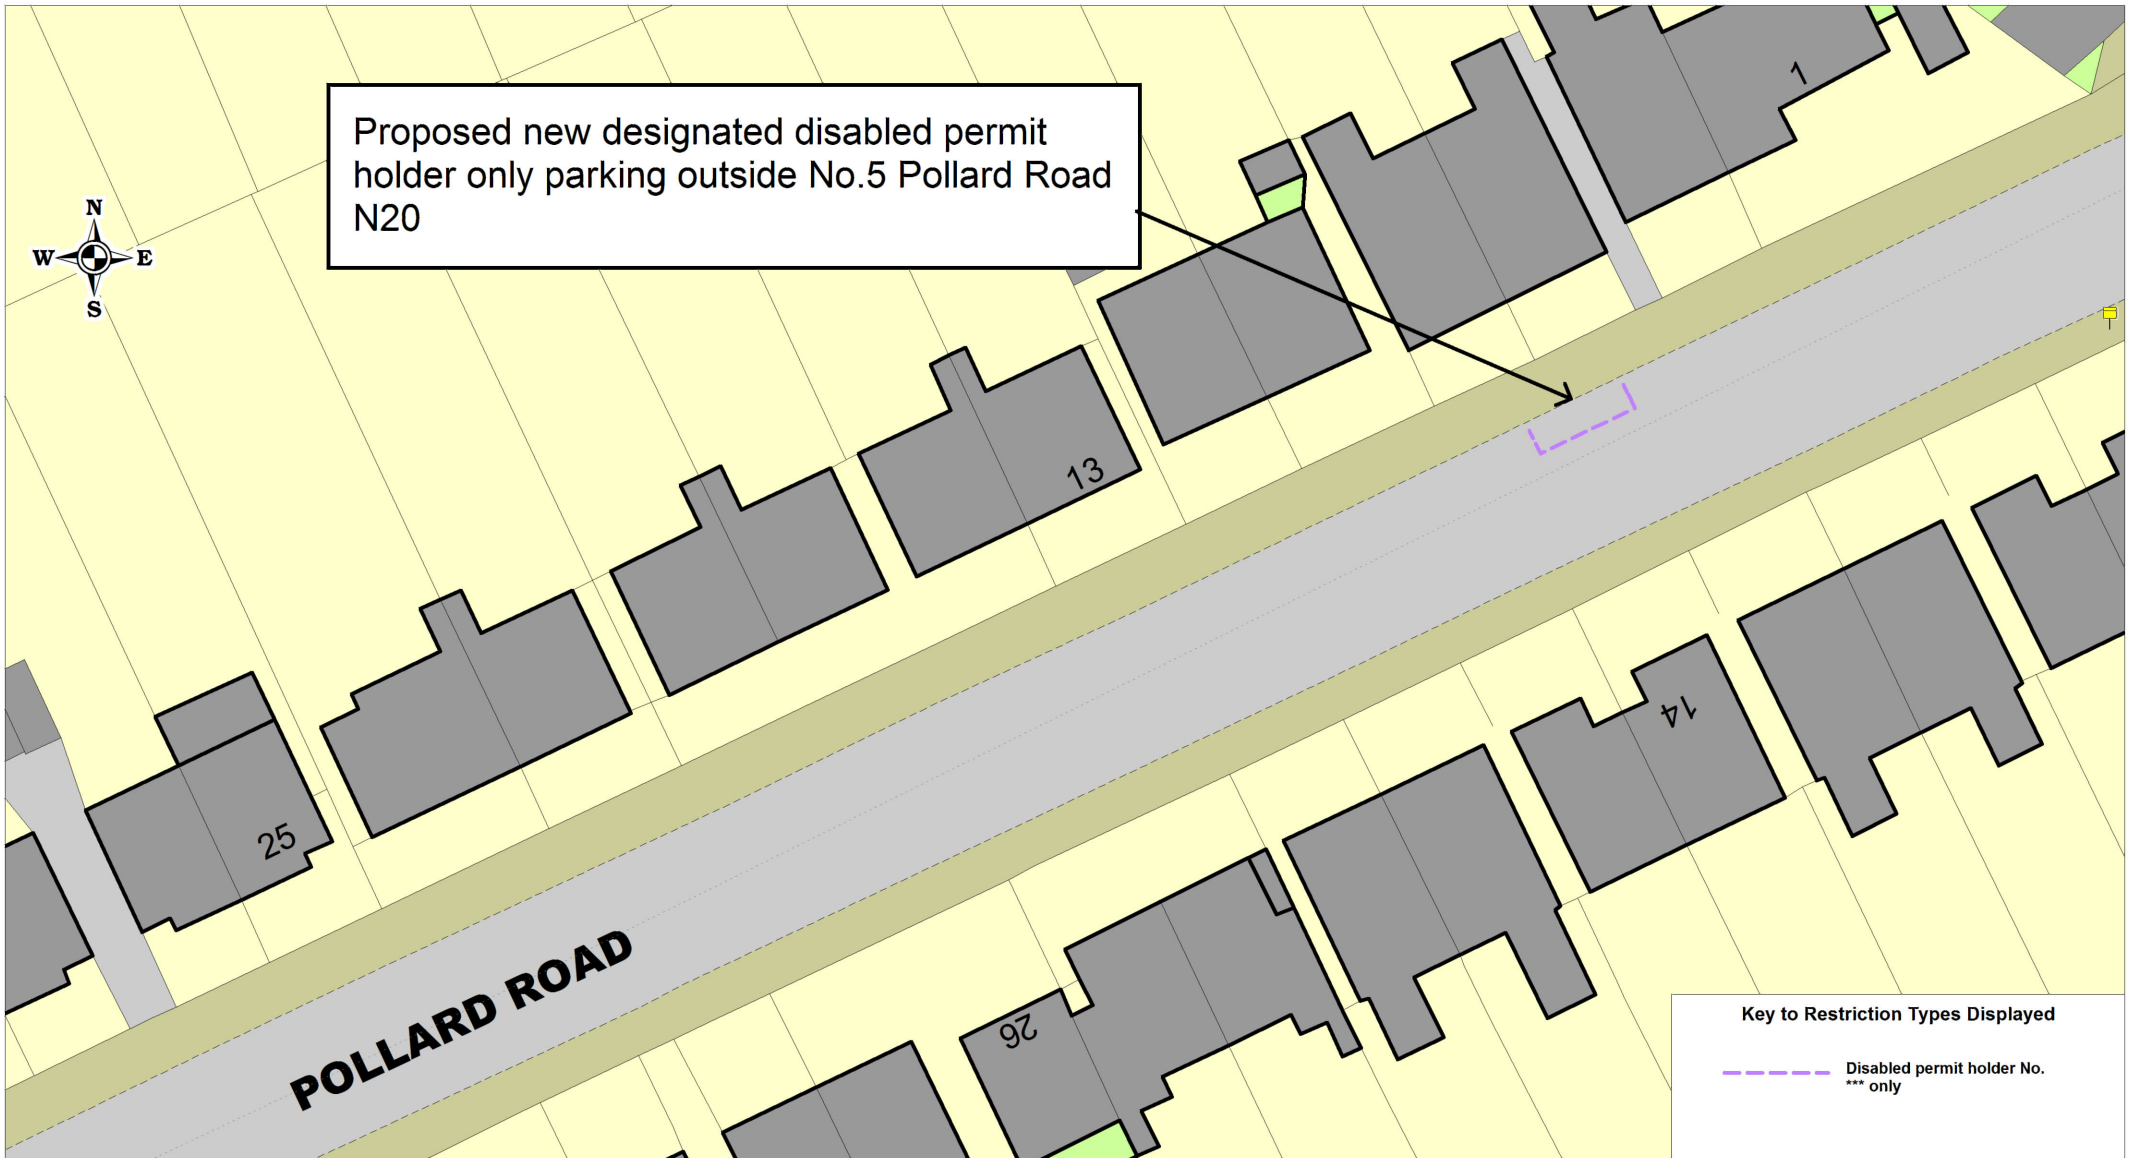 Proposed new designated disabled permit
holder only parking outside No.5 Pollard Road
N20
N
W E
S
1
13
25
14
26
POLLARD ROAD
Key to Restriction Types Displayed
Disabled permit holder No.
*** only